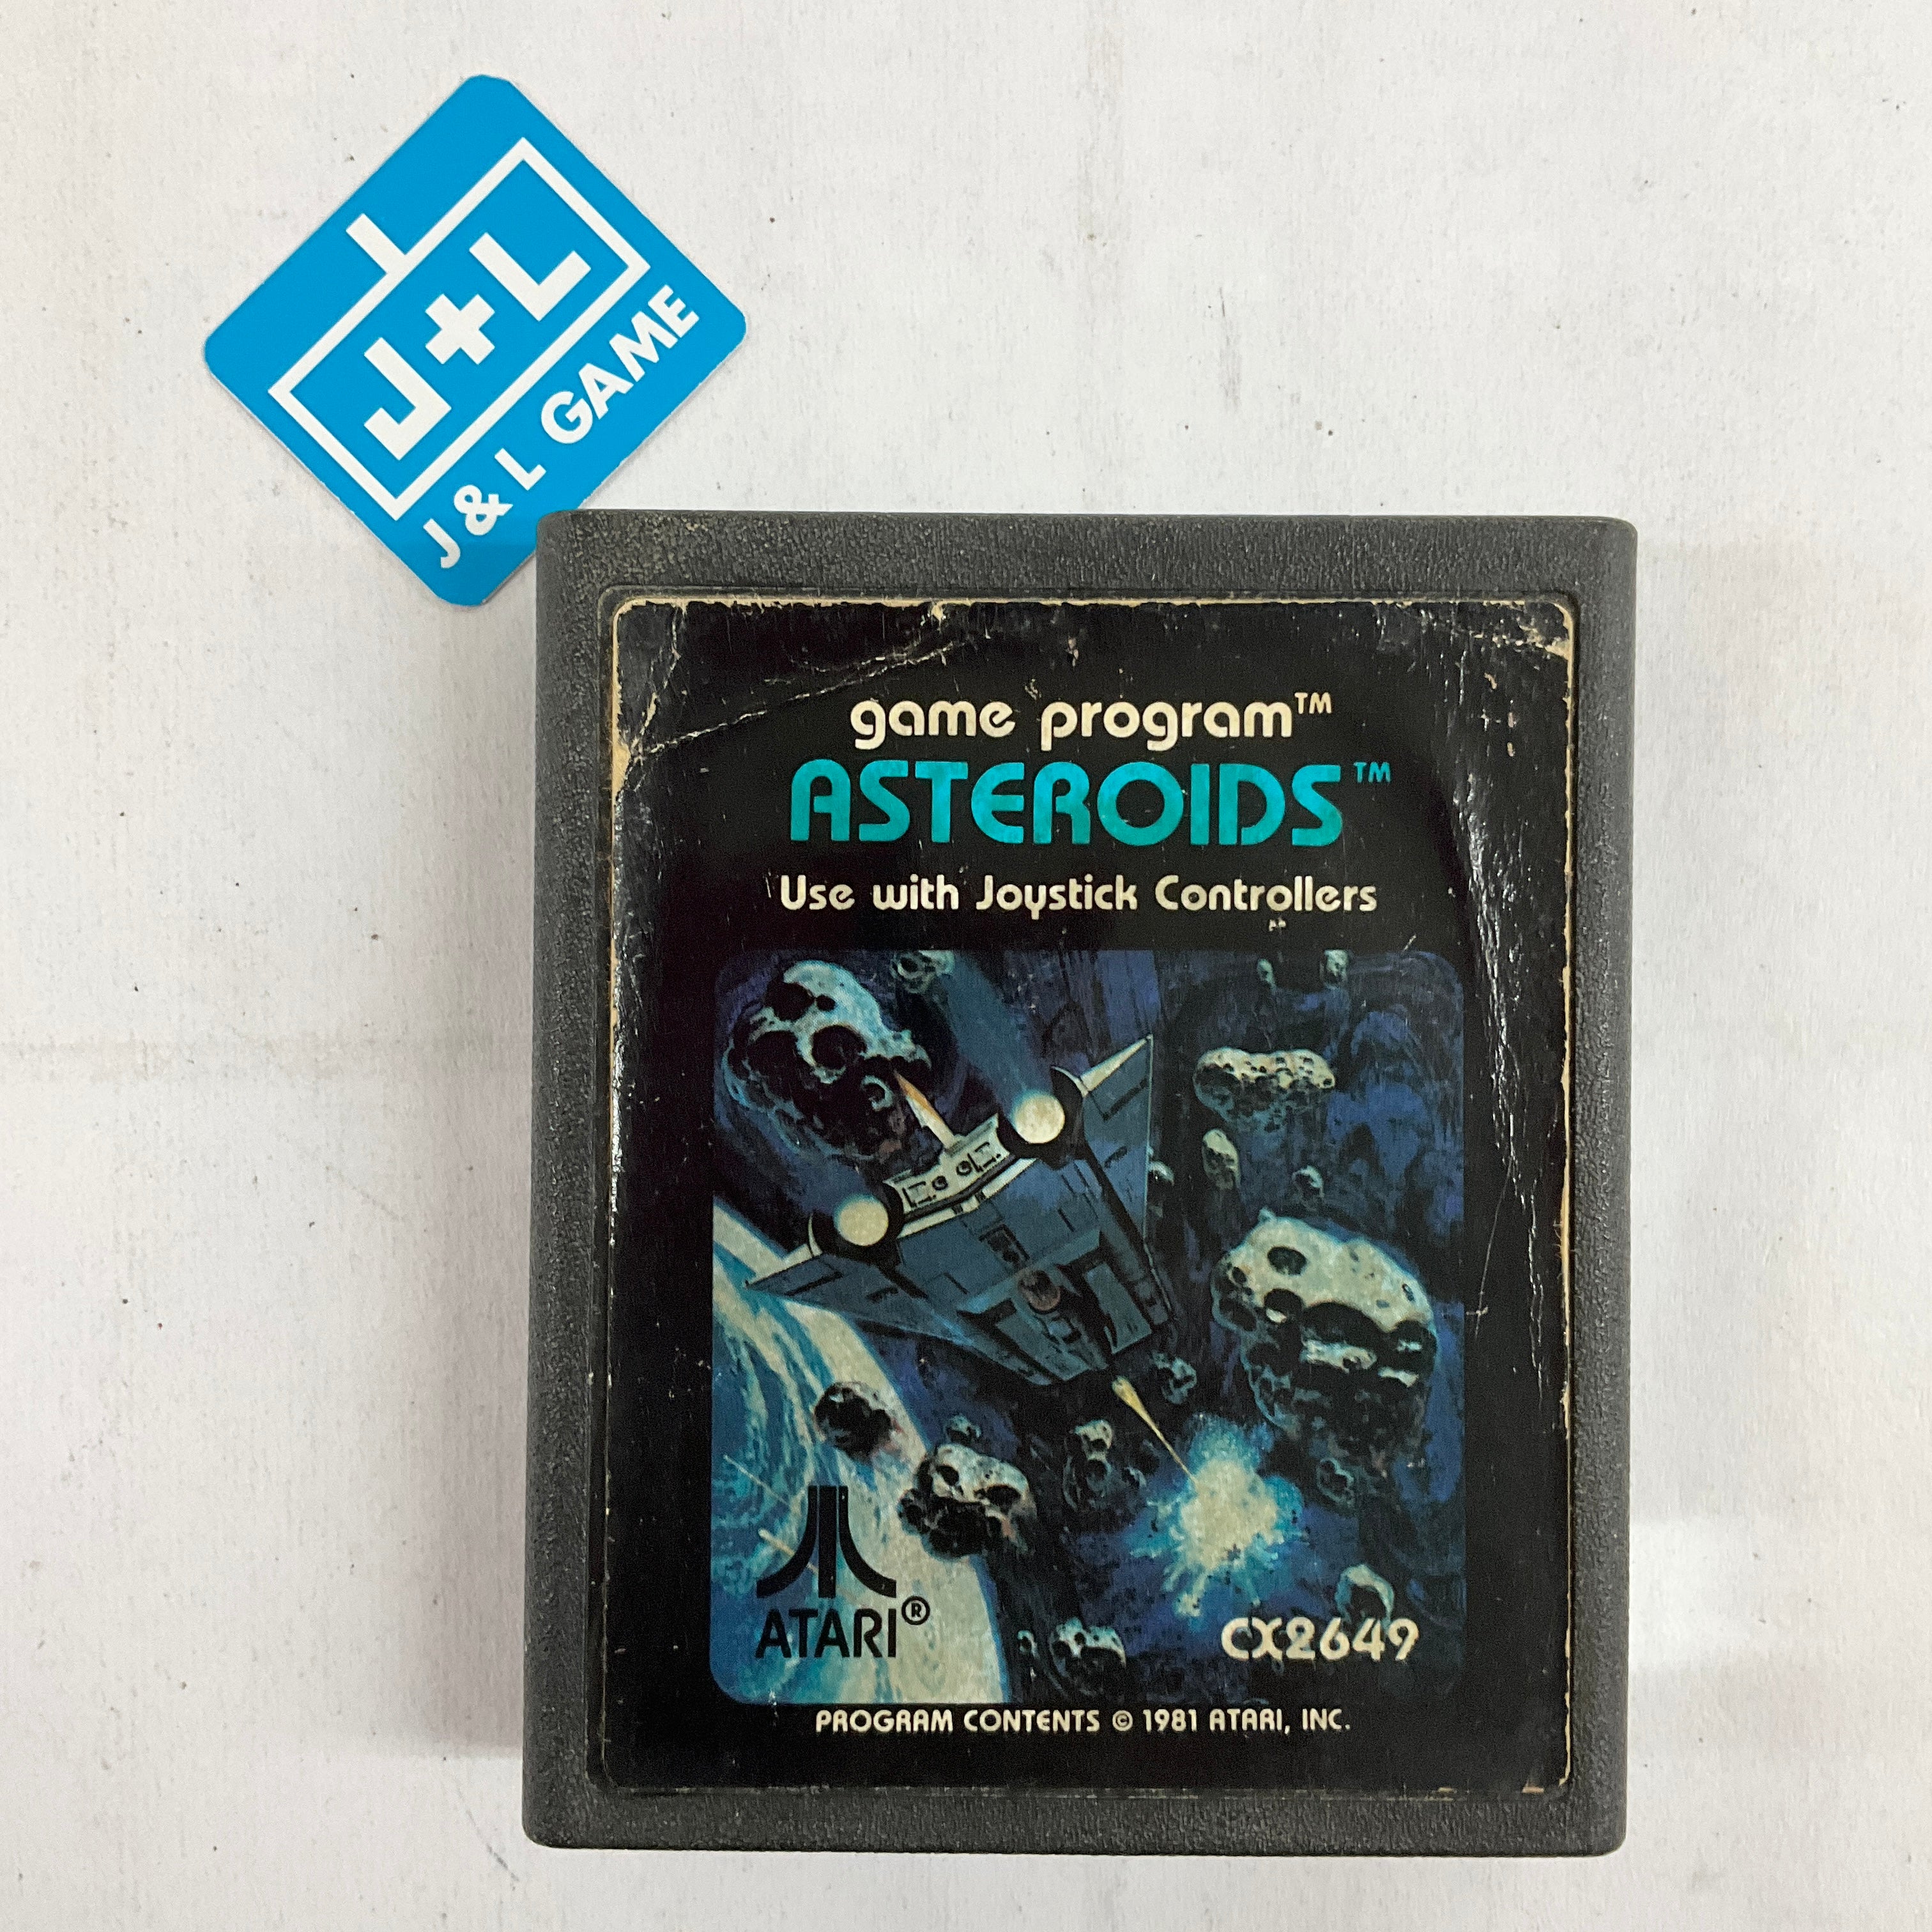 J+L
J & L GAME
game program™
ASTEROIDS™
Use with Joystick Controllers
ATARI®
CX2649
PROGRAM CONTENTS © 1981 ATARI, INC.